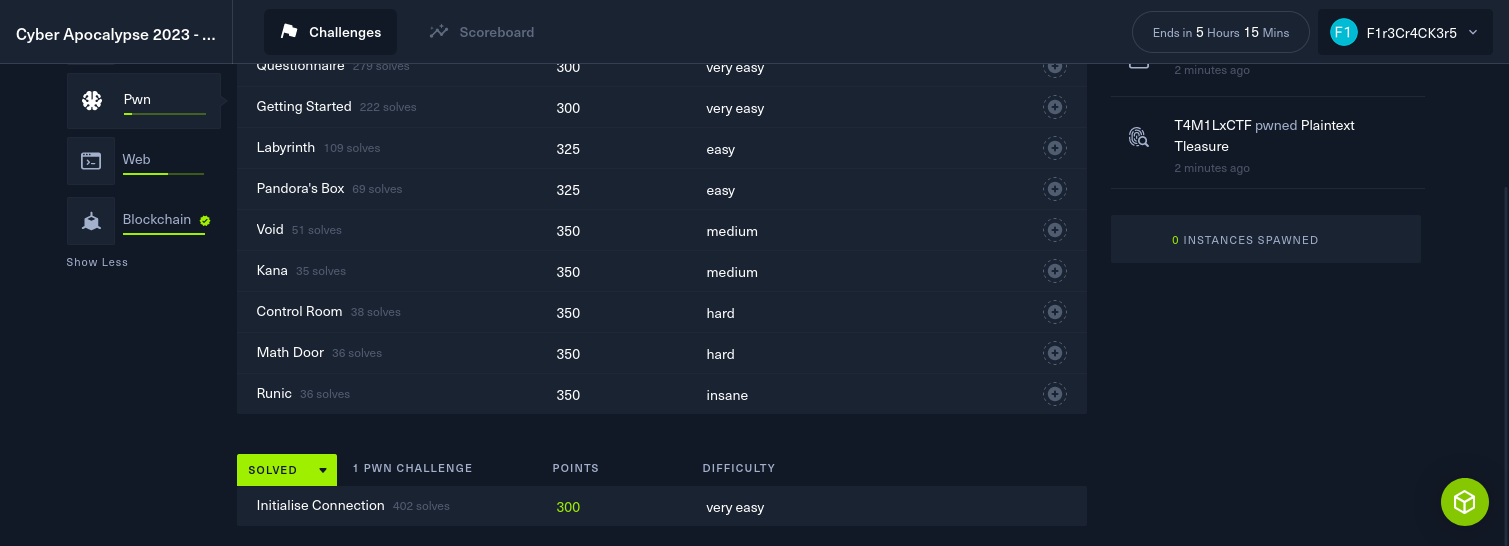 Cyber Apocalypse 2023 - ...
Challenges
Scoreboard
Ends in 5 Hours 15 Mins
F1
F1r3Cr4CK3r5
Pwn
Web
Blockchain
Show Less
Questionnaire 279 solves 300 very easy
Getting Started 222 solves 300 very easy
Labyrinth 109 solves 325 easy
Pandora's Box 69 solves 325 easy
Void 51 solves 350 medium
Kana 35 solves 350 medium
Control Room 38 solves 350 hard
Math Door 36 solves 350 hard
Runic 36 solves 350 insane
SOLVED 1 PWN CHALLENGE POINTS DIFFICULTY
Initialise Connection 402 solves 300 very easy
2 minutes ago
T4M1LxCTF pwned Plaintext
Tleasure
2 minutes ago
0 INSTANCES SPAWNED